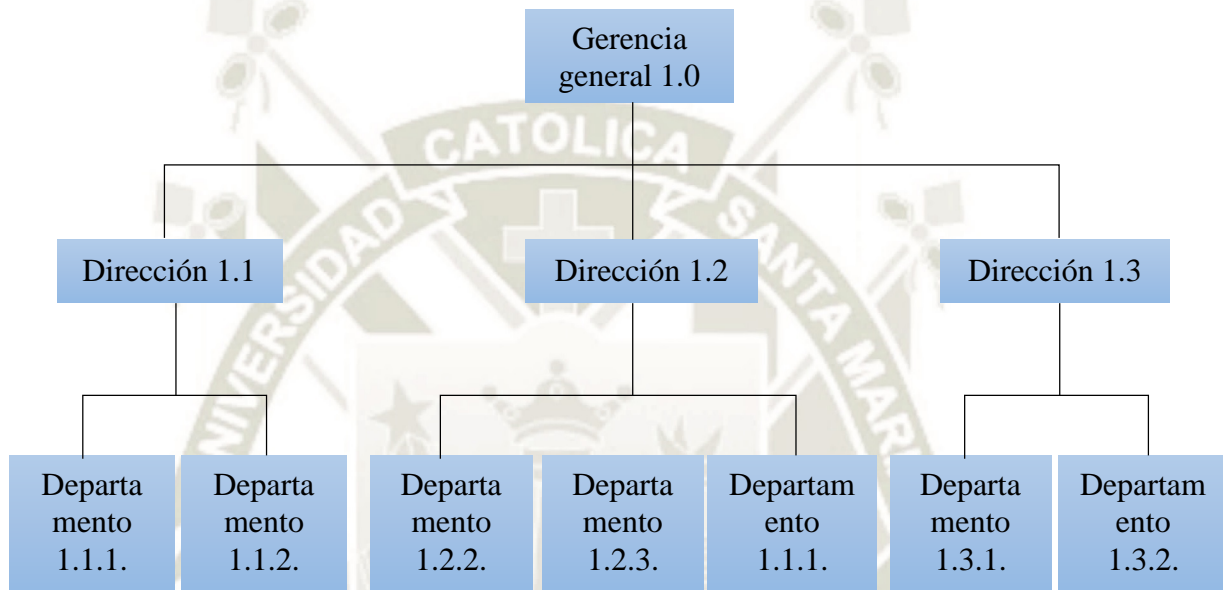 Gerencia
general 1.0
CATOLICA
UNIVERSIDAD
SANTA MARI
Dirección 1.1
Dirección 1.2
Dirección 1.3
Departa
mento
1.1.1.
Departa
mento
1.1.2.
Departa
mento
1.2.2.
Departa
mento
1.2.3.
Departam
ento
1.1.1.
Departa
mento
1.3.1.
Departam
ento
1.3.2.